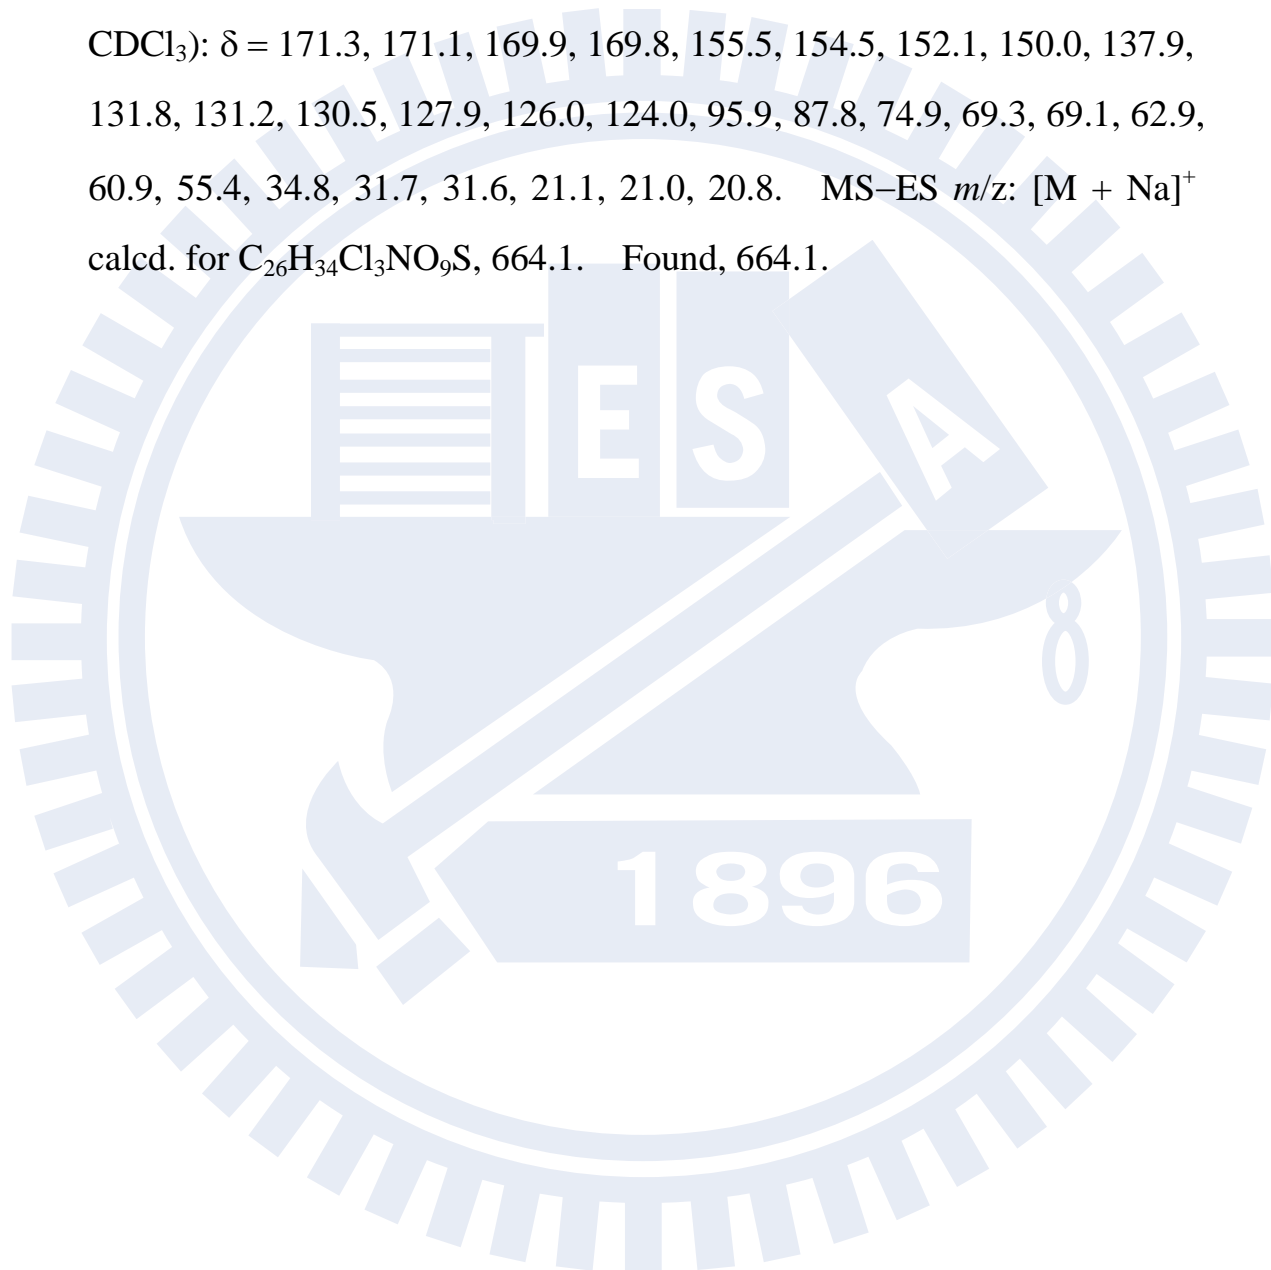 CDCl₃): δ = 171.3, 171.1, 169.9, 169.8, 155.5, 154.5, 152.1, 150.0, 137.9,
131.8, 131.2, 130.5, 127.9, 126.0, 124.0, 95.9, 87.8, 74.9, 69.3, 69.1, 62.9,
60.9, 55.4, 34.8, 31.7, 31.6, 21.1, 21.0, 20.8. MS−ES m/z: [M + Na]⁺
calcd. for C₂₆H₃₄Cl₃NO₉S, 664.1. Found, 664.1.
E S A
8
1896